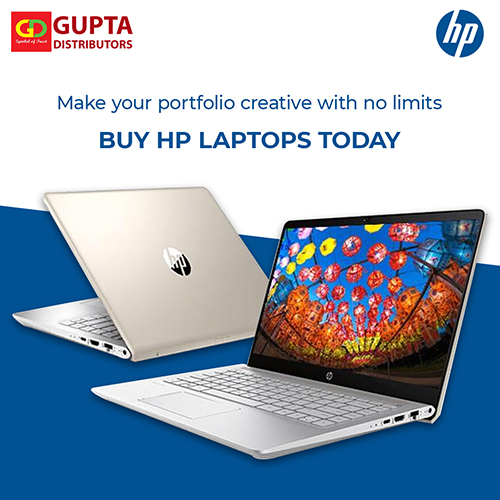 GD
Symbol of Trust
GUPTA
DISTRIBUTORS
hp
Make your portfolio creative with no limits
BUY HP LAPTOPS TODAY
hp